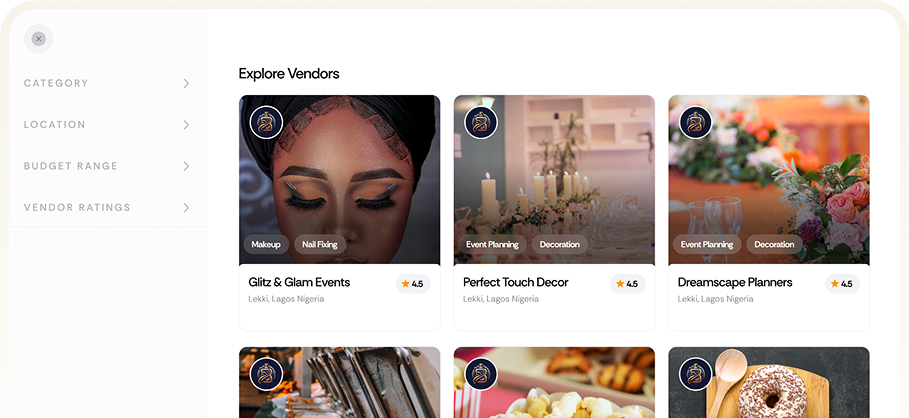 CATEGORY
LOCATION
BUDGET RANGE
VENDOR RATINGS
Explore Vendors
Makeup
Nail Fixing
Glitz & Glam Events
4.5
Lekki, Lagos Nigeria
Event Planning
Decoration
Perfect Touch Decor
4.5
Lekki, Lagos Nigeria
Event Planning
Decoration
Dreamscape Planners
4.5
Lekki, Lagos Nigeria